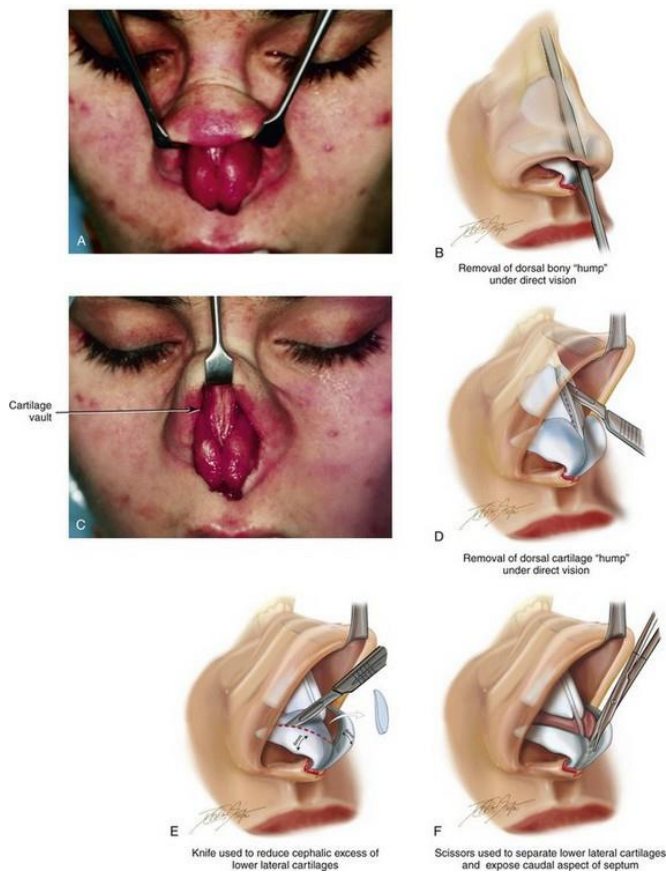 A
B
Removal of dorsal bony “hump”
under direct vision
Cartilage
vault
C
D
Removal of dorsal cartilage “hump”
under direct vision
E
Knife used to reduce cephalic excess of
lower lateral cartilages
F
Scissors used to separate lower lateral cartilages
and expose caudal aspect of septum